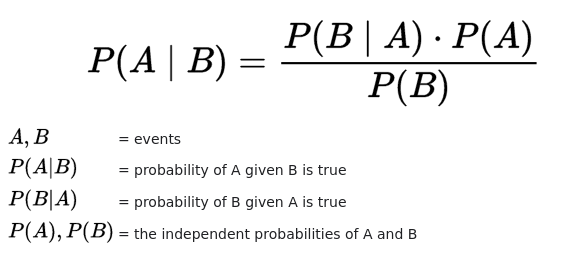 P(A | B) = P(B | A) · P(A) / P(B)
A, B = events
P(A|B) = probability of A given B is true
P(B|A) = probability of B given A is true
P(A), P(B) = the independent probabilities of A and B